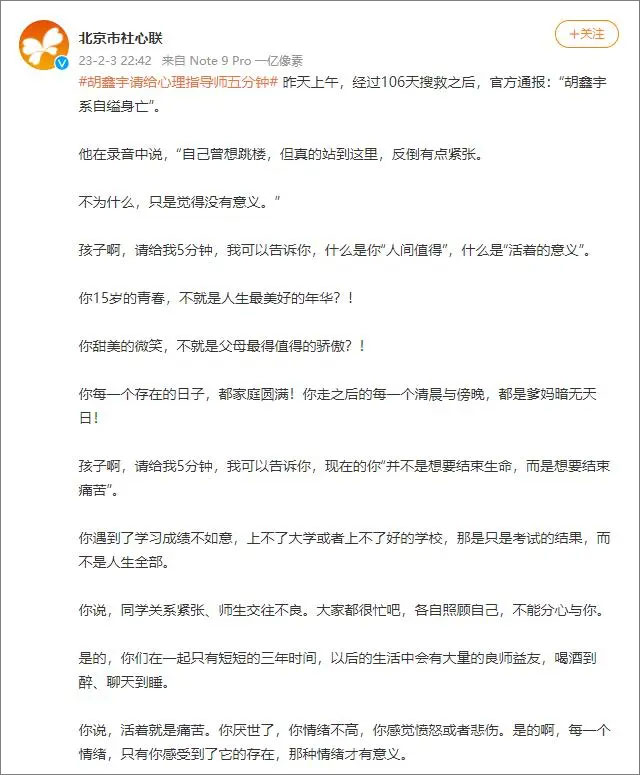 北京市社心联
+关注
23-2-3 22:42 来自 Note 9 Pro 一亿像素
#胡鑫宇请给心理指导师五分钟# 昨天上午，经过106天搜救之后，官方通报：“胡鑫宇
系自缢身亡”。
他在录音中说，“自己曾想跳楼，但真的站到这里，反倒有点紧张。
不为什么，只是觉得没有意义。”
孩子啊，请给我5分钟，我可以告诉你，什么是你“人间值得”，什么是“活着的意义”。
你15岁的青春，不就是人生最美好的年华？！
你甜美的微笑，不就是父母最得值得的骄傲？！
你每一个存在的日子，都家庭圆满！你走之后的每一个清晨与傍晚，都是爹妈暗无天
日！
孩子啊，请给我5分钟，我可以告诉你，现在的你“并不是想要结束生命，而是想要结束
痛苦”。
你遇到了学习成绩不如意，上不了大学或者上不了好的学校，那是只是考试的结果，而
不是人生全部。
你说，同学关系紧张、师生交往不良。大家都很忙吧，各自照顾自己，不能分心与你。
是的，你们在一起只有短短的三年时间，以后的生活中会有大量的良师益友，喝酒到
醉、聊天到睡。
你说，活着就是痛苦。你厌世了，你情绪不高，你感觉愤怒或者悲伤。是的啊，每一个
情绪，只有你感受到了它的存在，那种情绪才有意义。